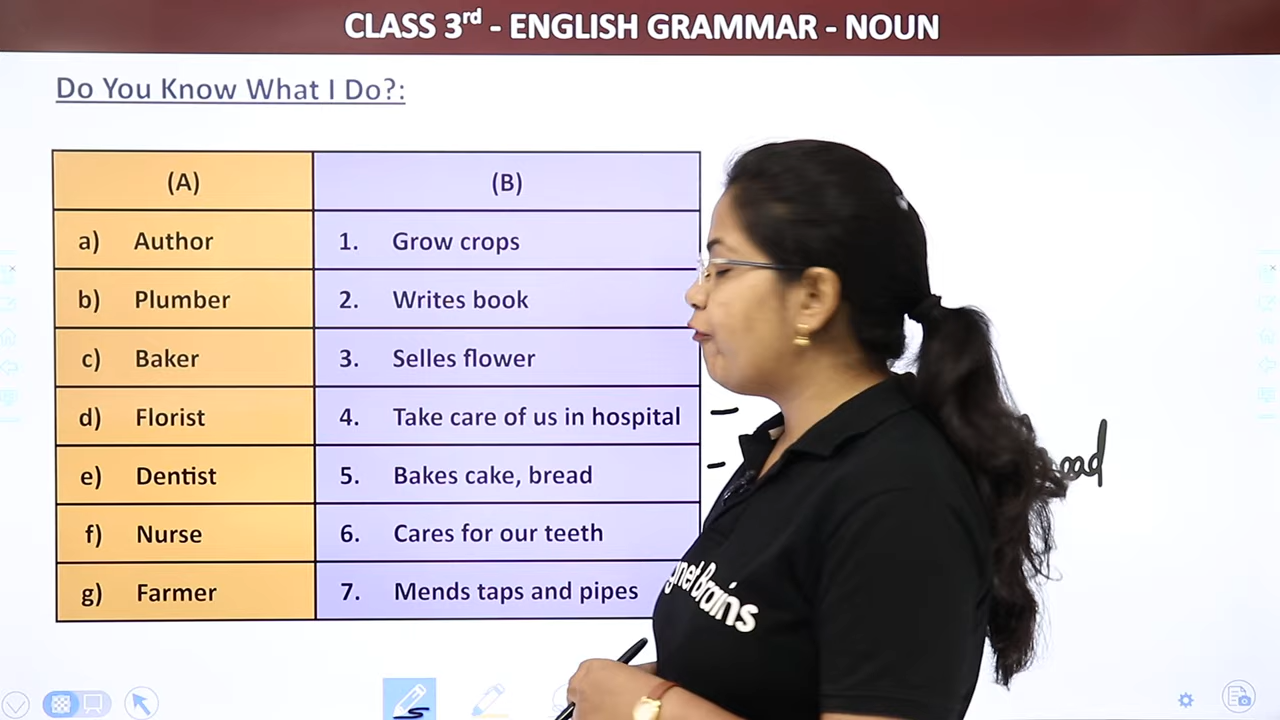 CLASS 3rd - ENGLISH GRAMMAR - NOUN
Do You Know What I Do?:
(A) (B)
a) Author 1. Grow crops
b) Plumber 2. Writes book
c) Baker 3. Selles flower
d) Florist 4. Take care of us in hospital
e) Dentist 5. Bakes cake, bread
f) Nurse 6. Cares for our teeth
g) Farmer 7. Mends taps and pipes
Brains